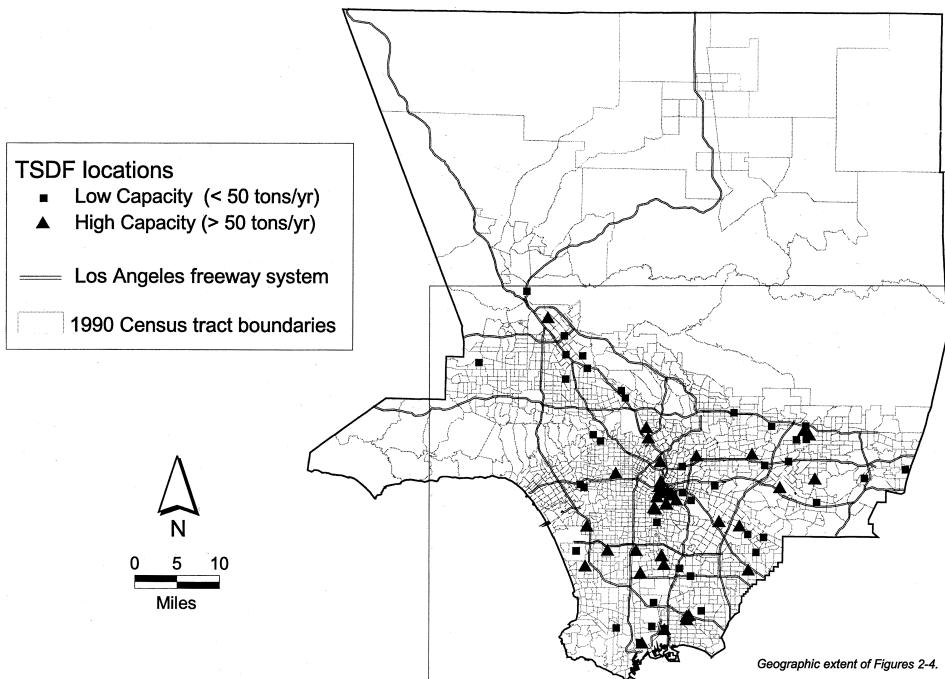 TSDF locations
Low Capacity (< 50 tons/yr)
High Capacity (> 50 tons/yr)
Los Angeles freeway system
1990 Census tract boundaries
N
0 5 10
Miles
Geographic extent of Figures 2-4.